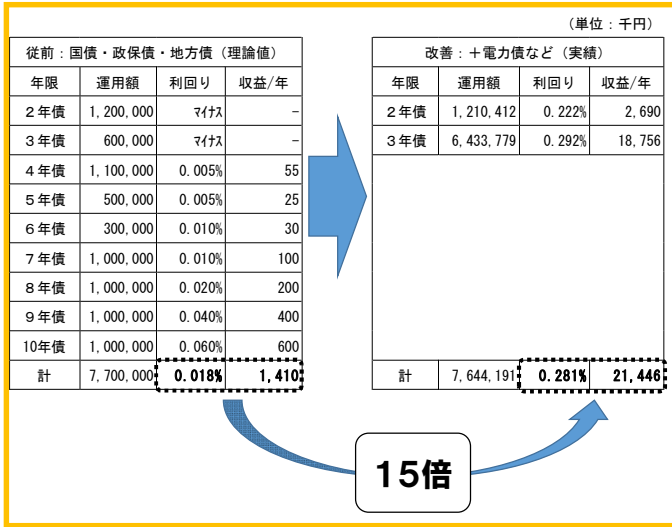 （単位：千円）
従前：国債・政保債・地方債（理論値）
年限 運用額 利回り 収益/年
２年債 1,200,000 ﾏｲﾅｽ －
３年債 600,000 ﾏｲﾅｽ －
４年債 1,100,000 0.005% 55
５年債 500,000 0.005% 25
６年債 300,000 0.010% 30
７年債 1,000,000 0.010% 100
８年債 1,000,000 0.020% 200
９年債 1,000,000 0.040% 400
10年債 1,000,000 0.060% 600
計 7,700,000 0.018% 1,410
改善：＋電力債など（実績）
年限 運用額 利回り 収益/年
２年債 1,210,412 0.222% 2,690
３年債 6,433,779 0.292% 18,756
計 7,644,191 0.281% 21,446
１５倍